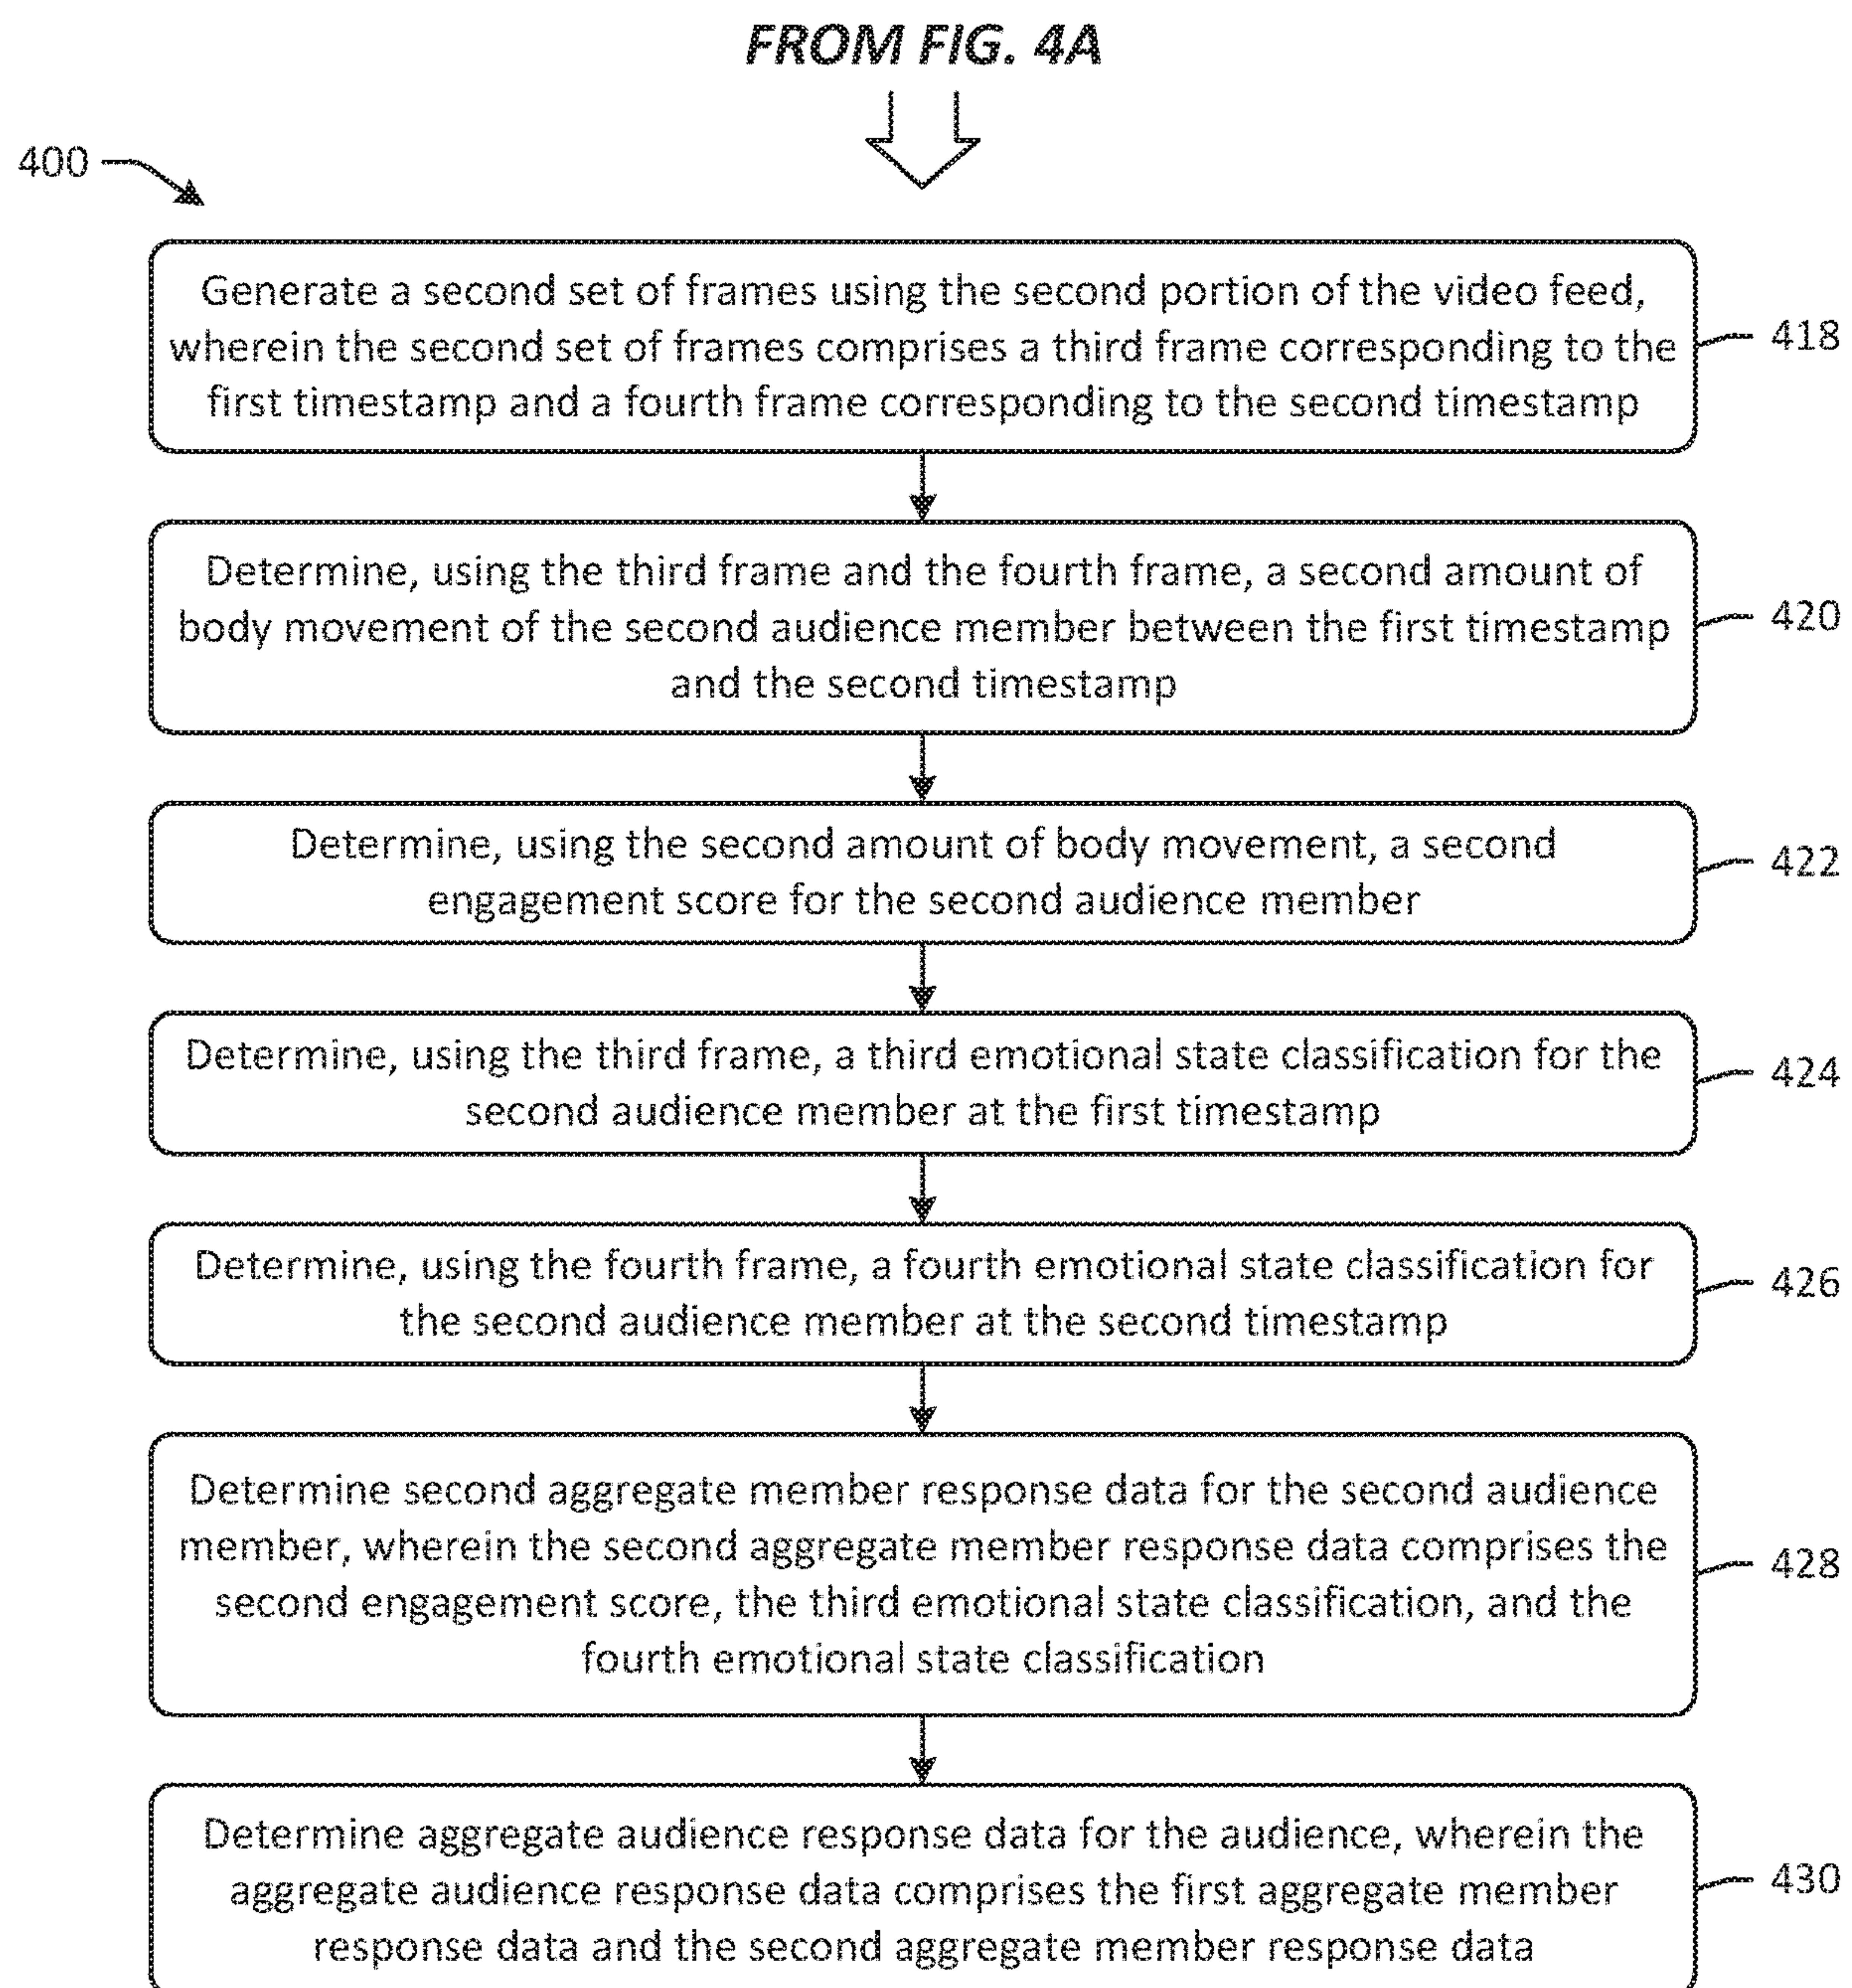 FROM FIG. 4A
400
Generate a second set of frames using the second portion of the video feed,
wherein the second set of frames comprises a third frame corresponding to the
first timestamp and a fourth frame corresponding to the second timestamp
418
Determine, using the third frame and the fourth frame, a second amount of
body movement of the second audience member between the first timestamp
and the second timestamp
420
Determine, using the second amount of body movement, a second
engagement score for the second audience member
422
Determine, using the third frame, a third emotional state classification for the
second audience member at the first timestamp
424
Determine, using the fourth frame, a fourth emotional state classification for
the second audience member at the second timestamp
426
Determine second aggregate member response data for the second audience
member, wherein the second aggregate member response data comprises the
second engagement score, the third emotional state classification, and the
fourth emotional state classification
428
Determine aggregate audience response data for the audience, wherein the
aggregate audience response data comprises the first aggregate member
response data and the second aggregate member response data
430